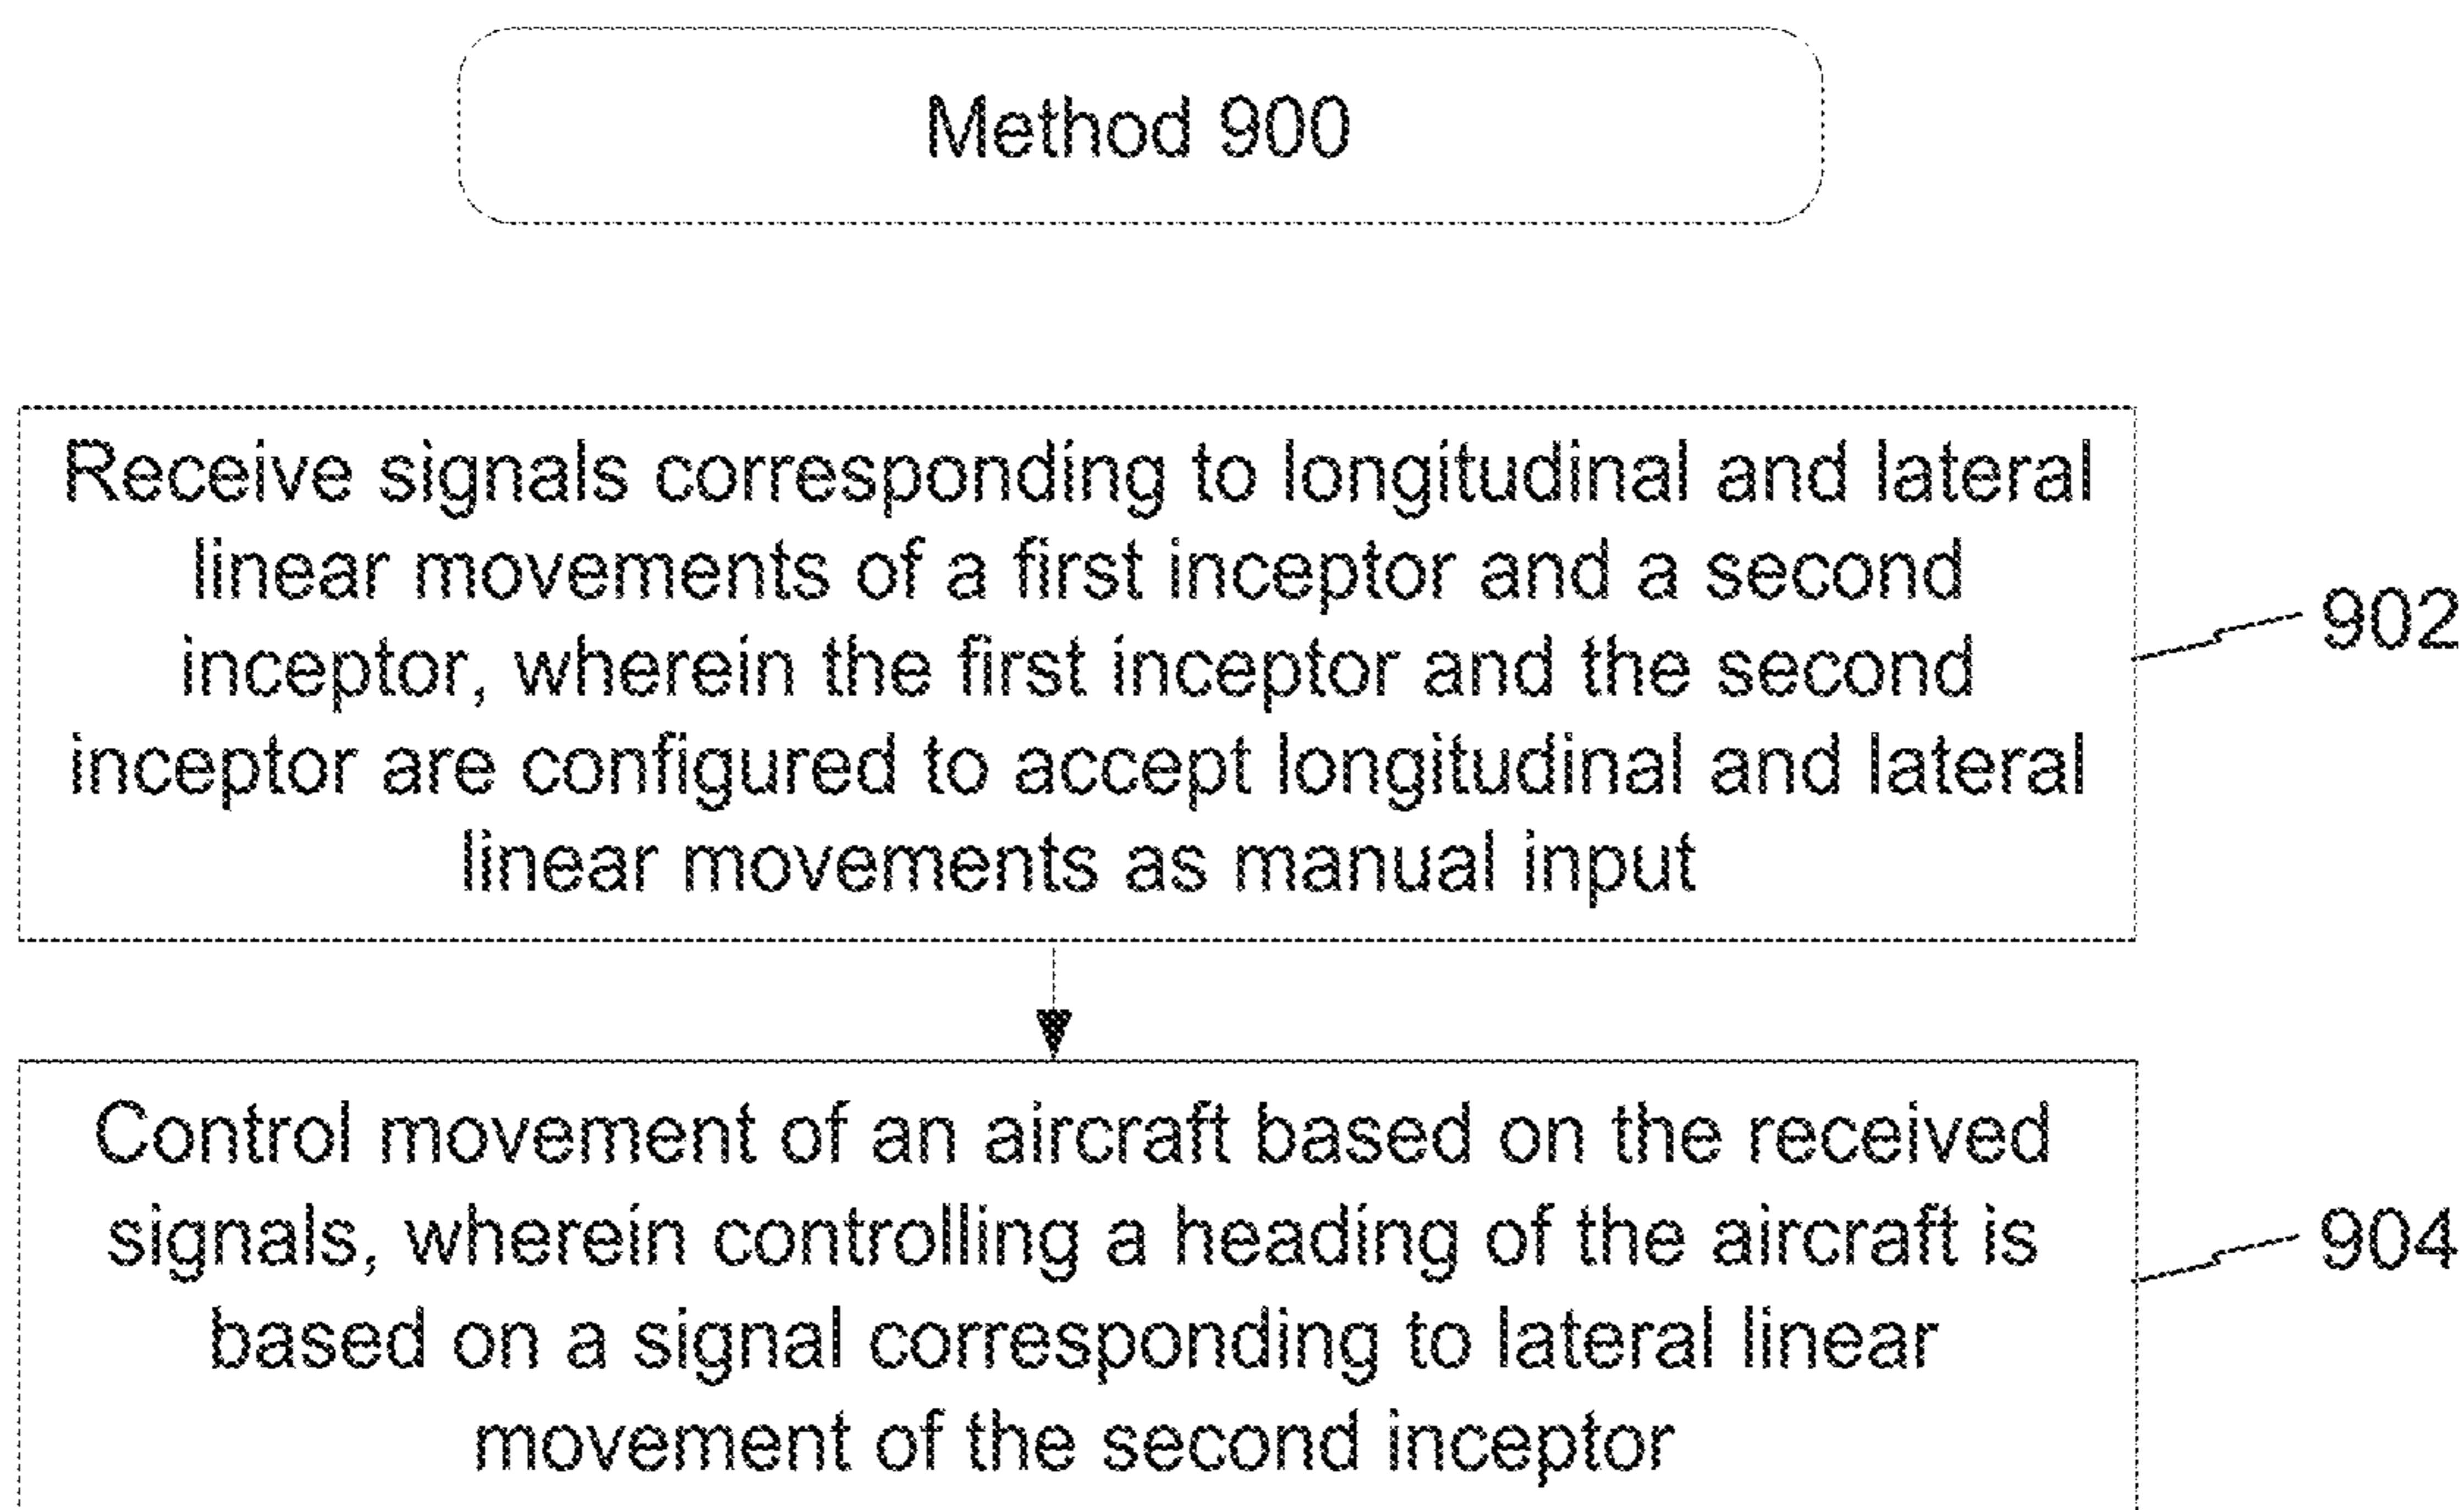 Method 900
Receive signals corresponding to longitudinal and lateral
linear movements of a first inceptor and a second
inceptor, wherein the first inceptor and the second
inceptor are configured to accept longitudinal and lateral
linear movements as manual input
902
Control movement of an aircraft based on the received
signals, wherein controlling a heading of the aircraft is
based on a signal corresponding to lateral linear
movement of the second inceptor
904